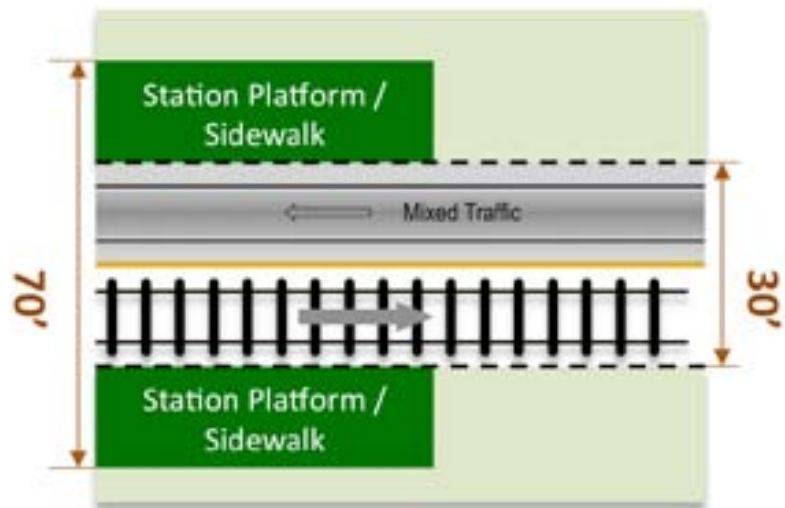 Station Platform /
Sidewalk
Mixed Traffic
70’
30’
Station Platform /
Sidewalk